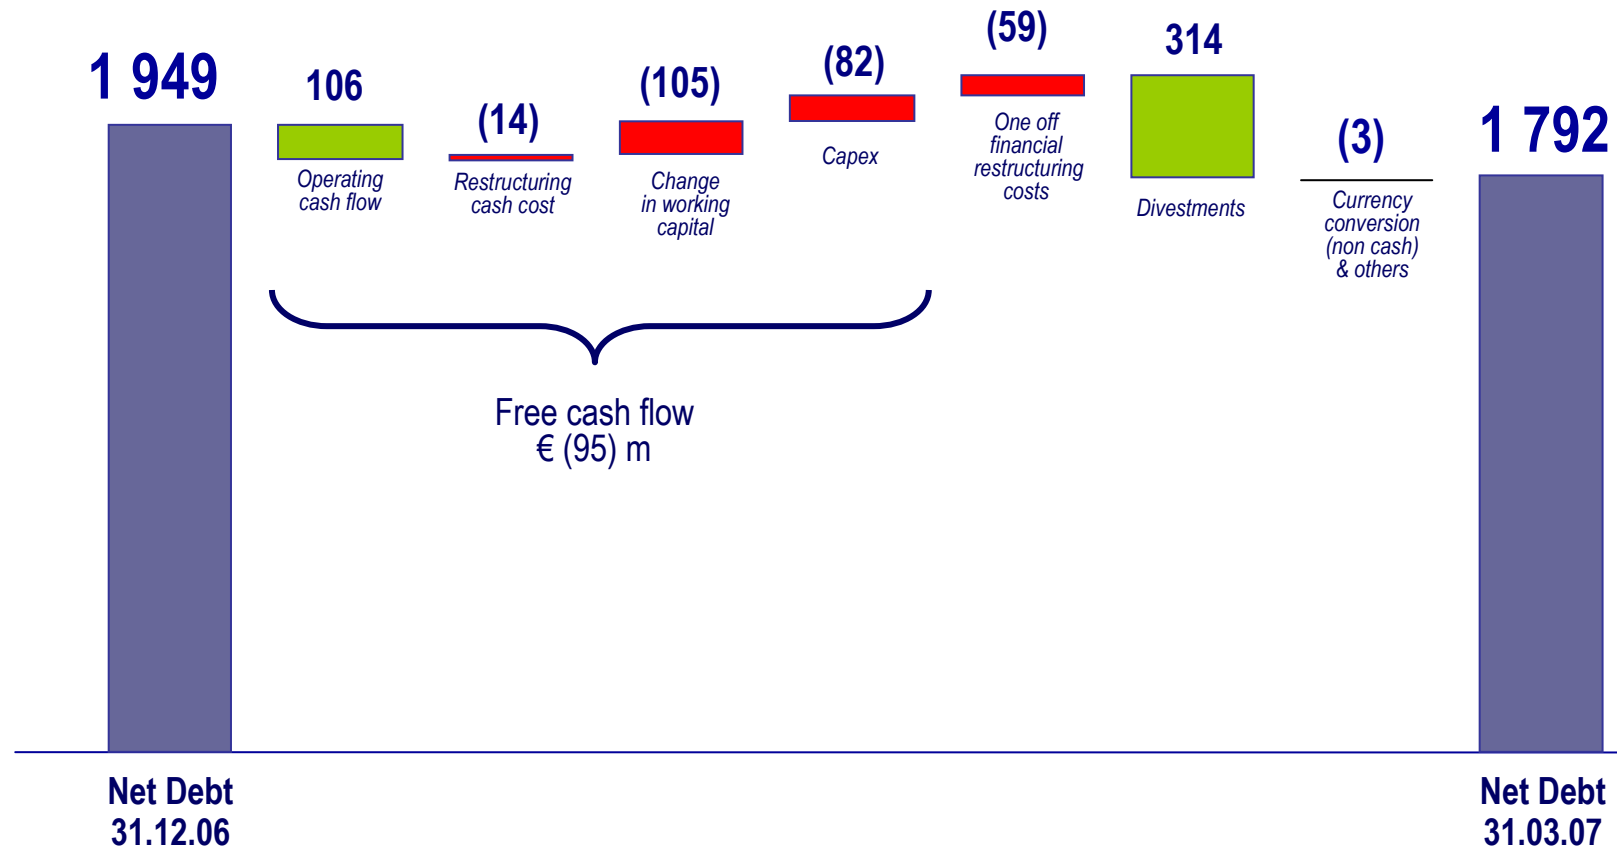 1 949
106
Operating
cash flow
(14)
Restructuring
cash cost
(105)
Change
in working
capital
(82)
Capex
(59)
One off
financial
restructuring
costs
314
Divestments
(3)
Currency
conversion
(non cash)
& others
1 792
Free cash flow
€ (95) m
Net Debt
31.12.06
Net Debt
31.03.07